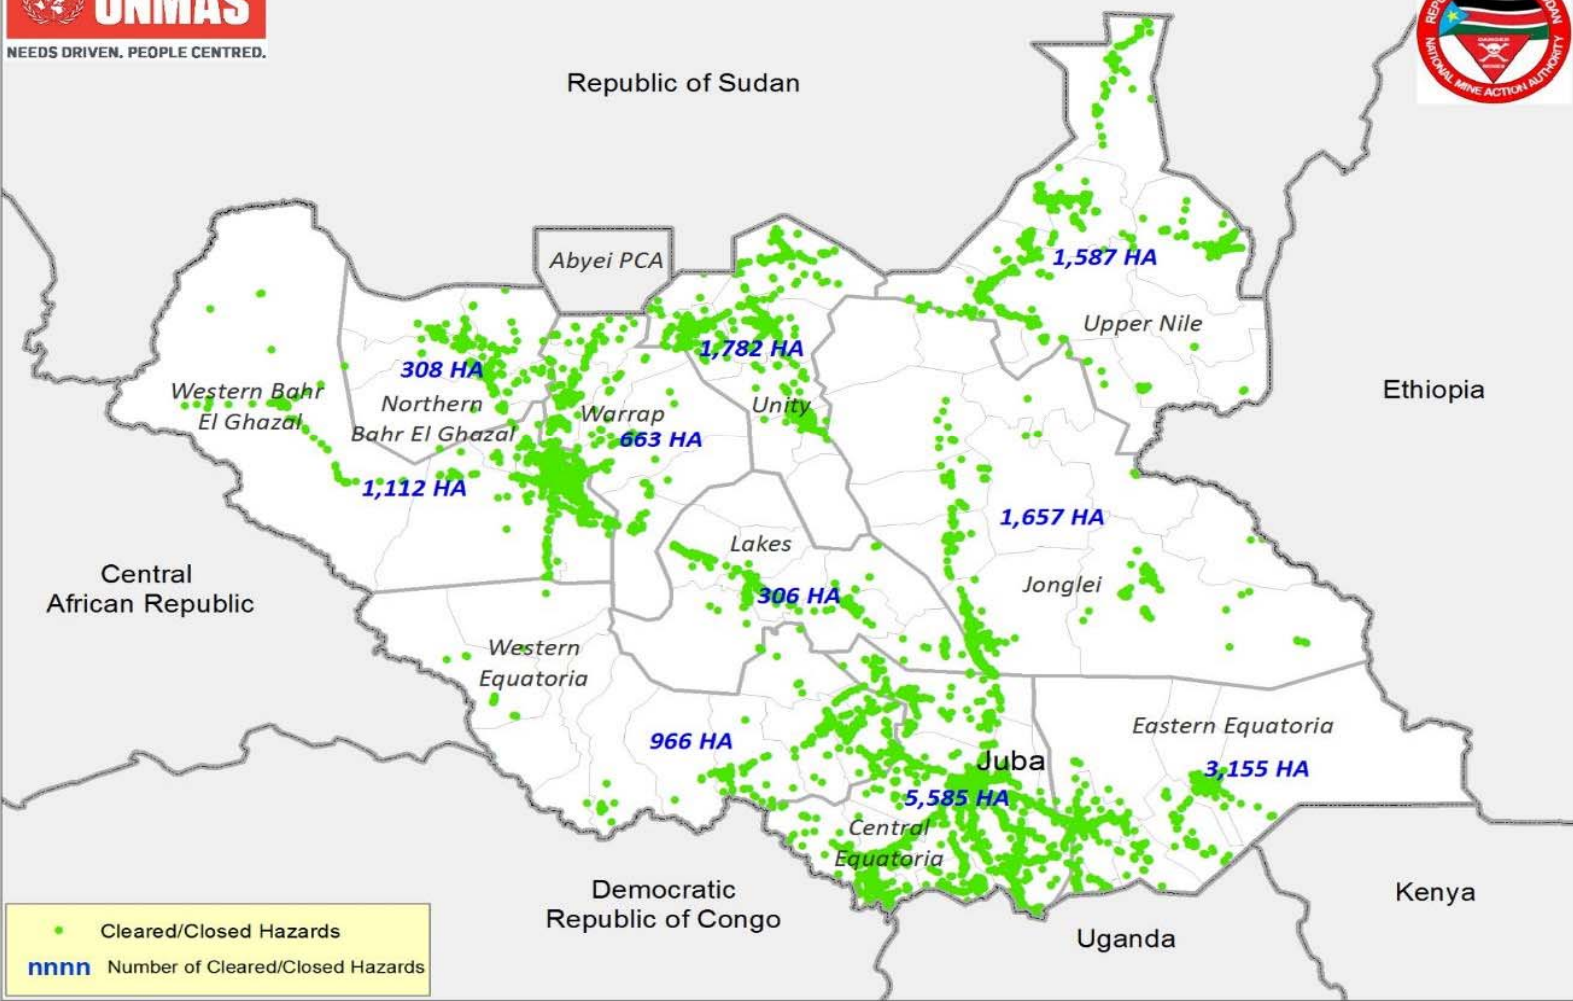 UNMAS
NEEDS DRIVEN. PEOPLE CENTRED.
NATIONAL MINE ACTION AUTHORITY
DANGER
MINES
Republic of Sudan
Abyei PCA
1,587 HA
Upper Nile
1,782 HA
308 HA
Ethiopia
Western Bahr
El Ghazal
Northern
Bahr El Ghazal
Warrap
Unity
663 HA
1,112 HA
1,657 HA
Lakes
Central
African Republic
Jonglei
306 HA
Western
Equatoria
Eastern Equatoria
966 HA
Juba
3,155 HA
5,585 HA
Central
Equatoria
Democratic
Republic of Congo
Kenya
Uganda
Cleared/Closed Hazards
nnnn Number of Cleared/Closed Hazards